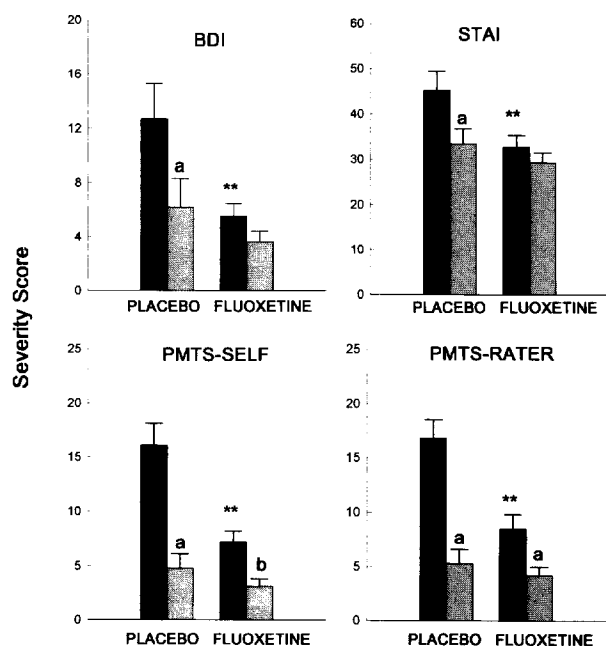 BDI
20
16
12
8
4
0
a
**
PLACEBO FLUOXETINE
STAI
60
50
40
30
20
10
0
a
**
PLACEBO FLUOXETINE
Severity Score
PMTS-SELF
25
20
15
10
5
0
a
**
b
PLACEBO FLUOXETINE
PMTS-RATER
25
20
15
10
5
0
a
**
a
PLACEBO FLUOXETINE